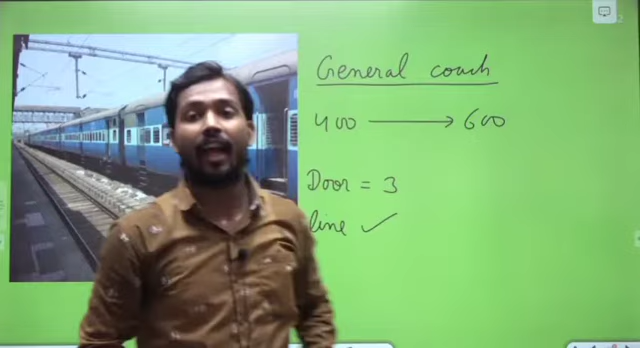 General coach
400 → 600
Door = 3
line ✓